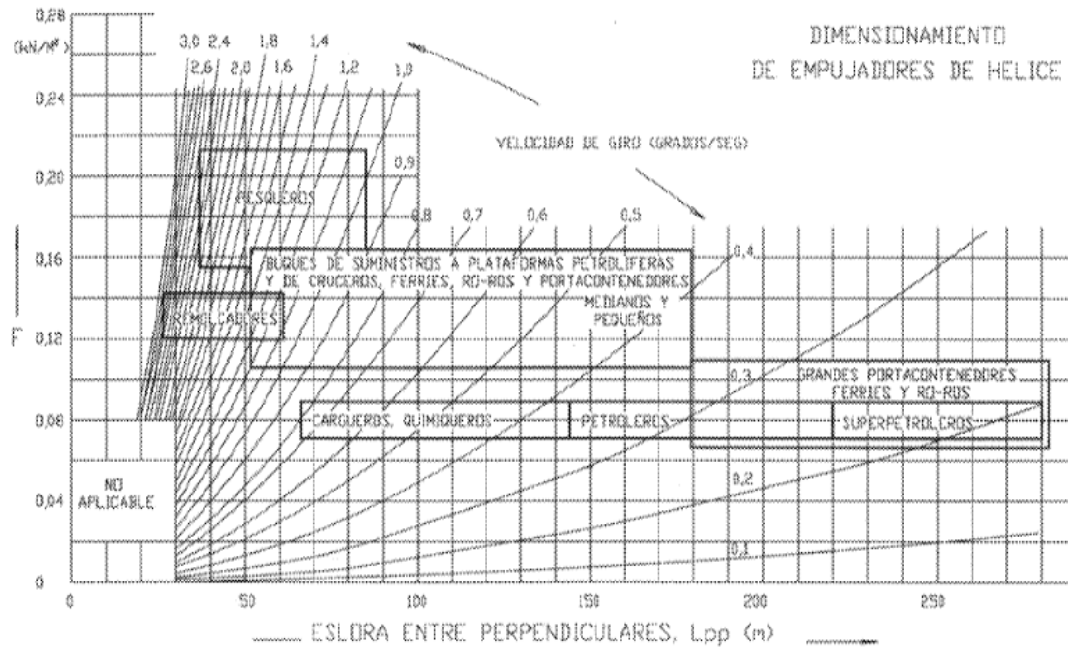 0,28
(kN/M²)
DIMENSIONAMIENTO
DE EMPUJADORES DE HELICE
3,0 2,4 1,8 1,4
2,6 2,0 1,6 1,2 1,0
0,24
VELOCIDAD DE GIRO (GRADOS/SEG)
0,9
0,20
PESQUEROS
0,8 0,7 0,6 0,5
0,16
0,4
BUQUES DE SUMINISTROS A PLATAFORMAS PETROLIFERAS
Y DE CRUCEROS, FERRIES, RO-ROS Y PORTACONTENEDORES
MEDIANOS Y
PEQUEÑOS
REMOLCADORES
F
0,12
0,3
GRANDES PORTACONTENEDORES
FERRIES Y RO-ROS
0,08
CARGUEROS, QUIMIQUEROS
PETROLEROS
SUPERPETROLEROS
NO
APLICABLE
0,04
0,2
0,1
0
0 50 100 150 200 250
ESLORA ENTRE PERPENDICULARES, Lpp (m)